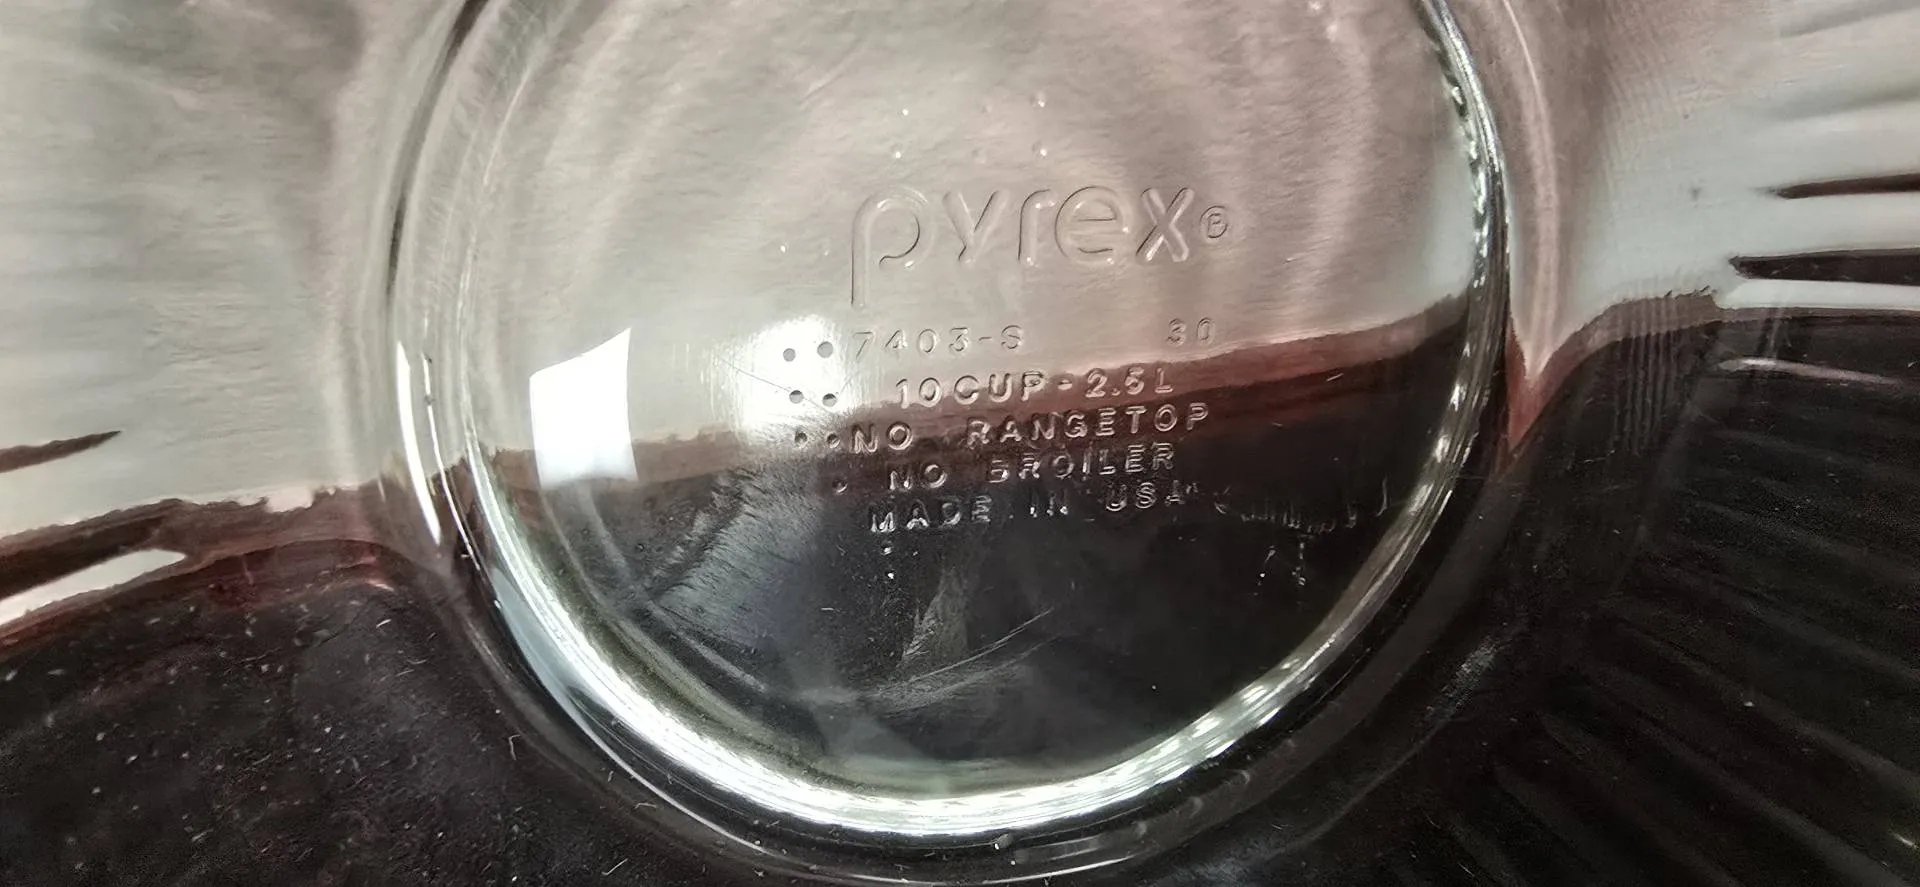 pyrex®
7403-S 30
10CUP-2.5L
NO RANGETOP
NO BROILER
MADE IN USA